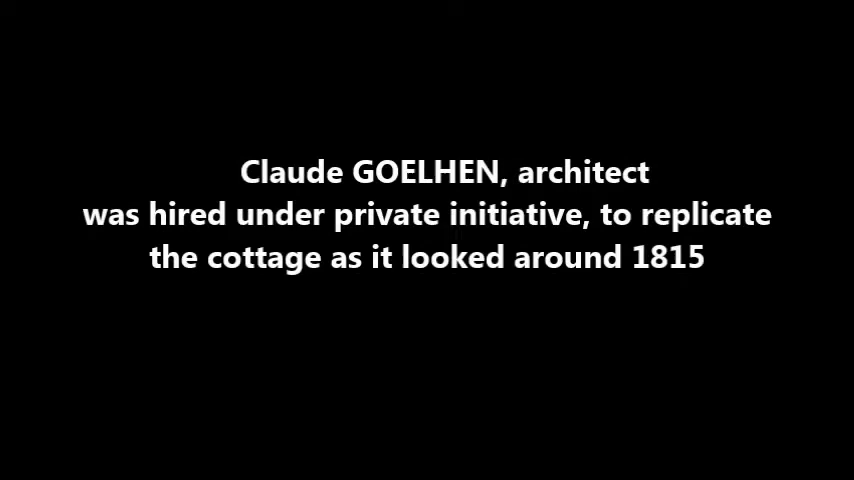 Claude GOELHEN, architect
was hired under private initiative, to replicate
the cottage as it looked around 1815